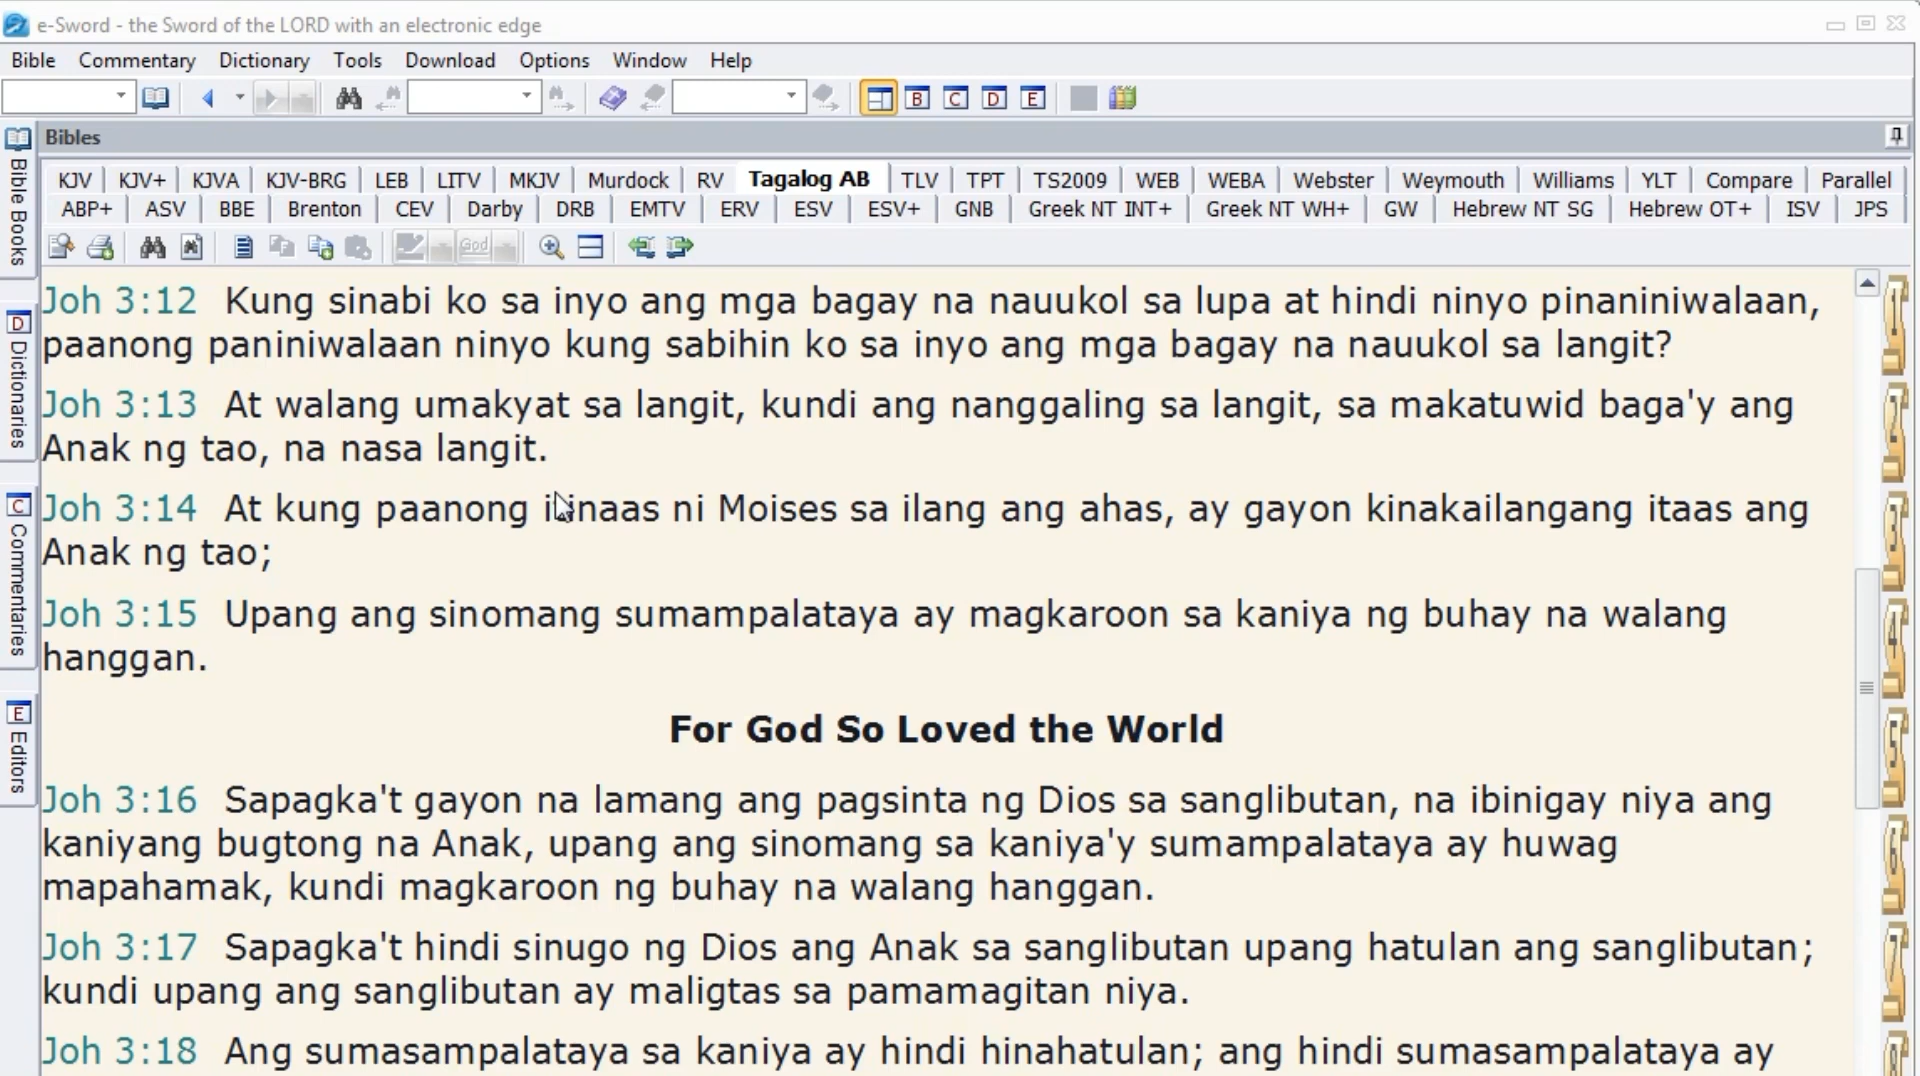 e-Sword - the Sword of the LORD with an electronic edge
Bible Commentary Dictionary Tools Download Options Window Help
B C D E
Bibles
KJV KJV+ KJVA KJV-BRG LEB LITV MKJV Murdock RV Tagalog AB TLV TPT TS2009 WEB WEBA Webster Weymouth Williams YLT Compare Parallel
ABP+ ASV BBE Brenton CEV Darby DRB EMTV ERV ESV ESV+ GNB Greek NT INT+ Greek NT WH+ GW Hebrew NT SG Hebrew OT+ ISV JPS
God
Bible Books
D Dictionaries
C Commentaries
E Editors
Joh 3:12 Kung sinabi ko sa inyo ang mga bagay na nauukol sa lupa at hindi ninyo pinaniniwalaan,
paanong paniniwalaan ninyo kung sabihin ko sa inyo ang mga bagay na nauukol sa langit?
Joh 3:13 At walang umakyat sa langit, kundi ang nanggaling sa langit, sa makatuwid baga'y ang
Anak ng tao, na nasa langit.
Joh 3:14 At kung paanong itinaas ni Moises sa ilang ang ahas, ay gayon kinakailangang itaas ang
Anak ng tao;
Joh 3:15 Upang ang sinomang sumampalataya ay magkaroon sa kaniya ng buhay na walang
hanggan.
For God So Loved the World
Joh 3:16 Sapagka't gayon na lamang ang pagsinta ng Dios sa sanglibutan, na ibinigay niya ang
kaniyang bugtong na Anak, upang ang sinomang sa kaniya'y sumampalataya ay huwag
mapahamak, kundi magkaroon ng buhay na walang hanggan.
Joh 3:17 Sapagka't hindi sinugo ng Dios ang Anak sa sanglibutan upang hatulan ang sanglibutan;
kundi upang ang sanglibutan ay maligtas sa pamamagitan niya.
Joh 3:18 Ang sumasampalataya sa kaniya ay hindi hinahatulan; ang hindi sumasampalataya ay
1
2
3
4
5
6
7
8